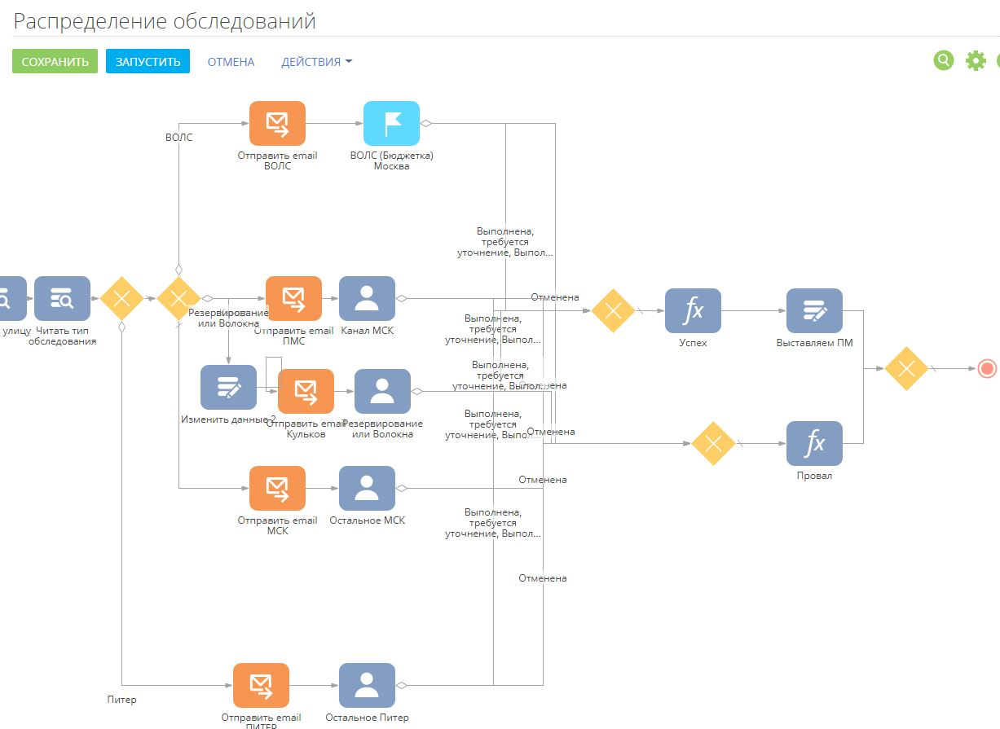 Распределение обследований
СОХРАНИТЬ
ЗАПУСТИТЬ
ОТМЕНА
ДЕЙСТВИЯ
ВОЛС
Отправить email
ВОЛС
ВОЛС (Бюджетка)
Москва
Выполнена,
требуется
уточнение, Выпол...
улицу
Читать тип
обследования
Резервирование
или Волокна
Отправить email
ПМС
Канал МСК
Выполнена,
требуется
уточнение, Выпол...
Отменена
fx
Успех
Выставляем ПМ
Изменить данные 2
Отправить email
Кульков
Резервирование
или Волокна
Выполнена,
требуется
уточнение, Выпол...
Отменена
Выполнена,
требуется
уточнение, Выпол...
Отменена
fx
Провал
Отправить email
МСК
Остальное МСК
Отменена
Выполнена,
требуется
уточнение, Выпол...
Отменена
Питер
Отправить email
ПИТЕР
Остальное Питер